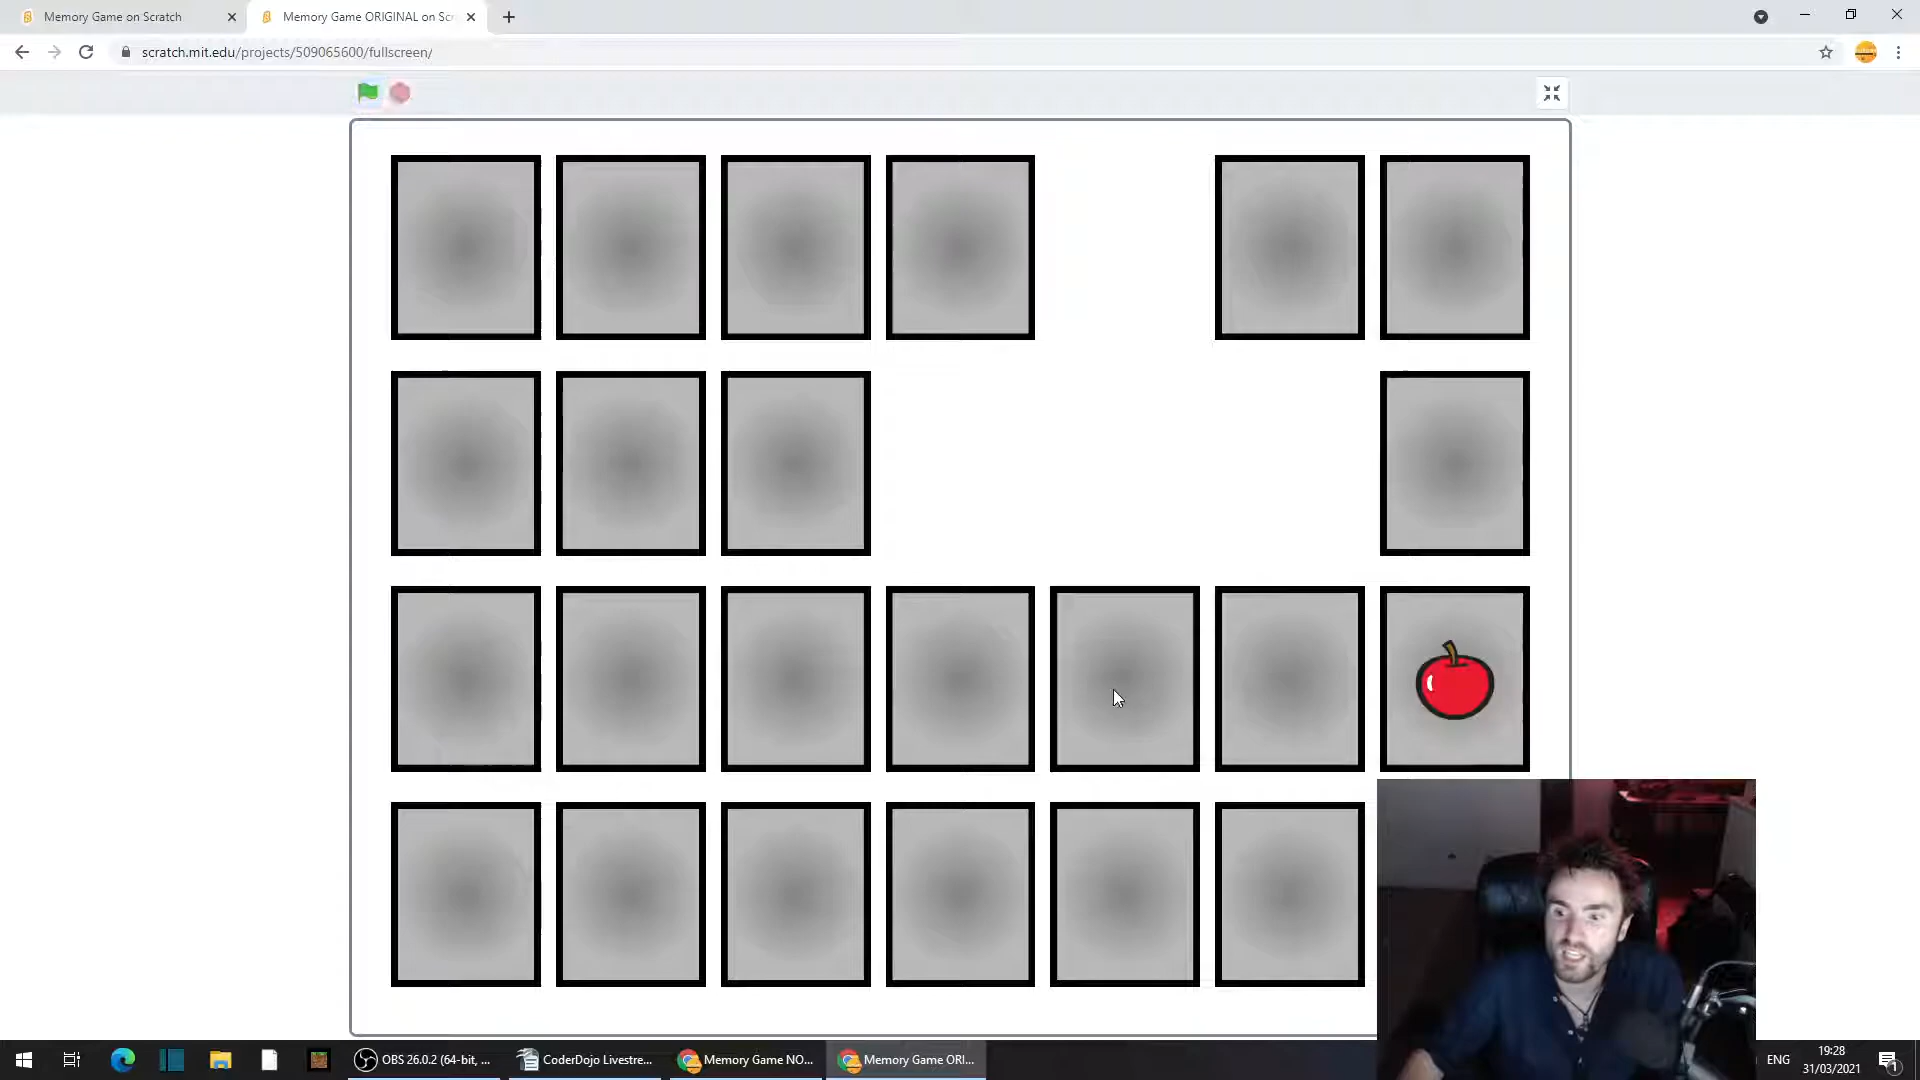 Memory Game on Scratch
Memory Game ORIGINAL on Scr
scratch.mit.edu/projects/509065600/fullscreen/
OBS 26.0.2 (64-bit, ...
CoderDojo Livestre...
Memory Game NO...
Memory Game ORI...
ENG
19:28
31/03/2021
1